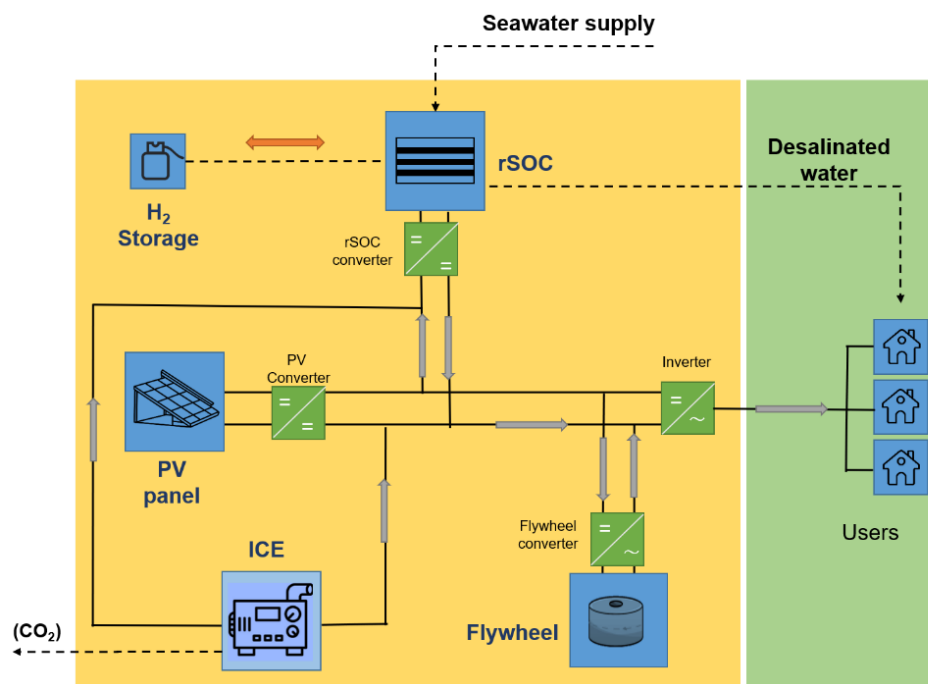 Seawater supply
rSOC
Desalinated
water
H₂
Storage
rSOC
converter
PV
Converter
Inverter
PV
panel
ICE
Flywheel
converter
Users
Flywheel
(CO₂)